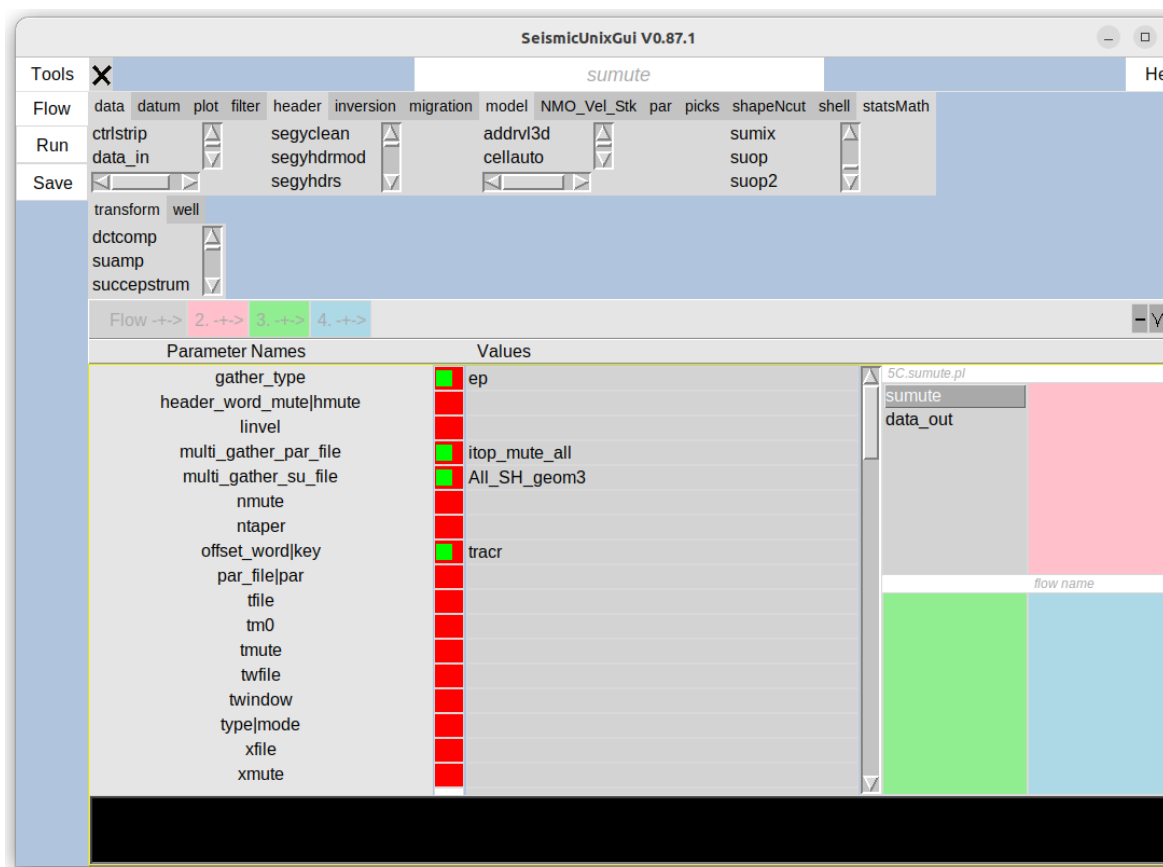 SeismicUnixGui V0.87.1
Tools X sumute He
Flow data datum plot filter header inversion migration model NMO_Vel_Stk par picks shapeNcut shell statsMath
Run ctrlstrip segyclean addrvl3d sumix
data_in segyhdrmod cellauto suop
Save segyhdrs suop2
transform well
dctcomp
suamp
succepstrum
Flow -+-> 2. -+-> 3. -+-> 4. -+->
Parameter Names Values
gather_type ep 5C.sumute.pl
header_word_mute|hmute sumute
linvel data_out
multi_gather_par_file itop_mute_all
multi_gather_su_file All_SH_geom3
nmute
ntaper
offset_word|key tracr
par_file|par flow name
tfile
tm0
tmute
twfile
twindow
type|mode
xfile
xmute